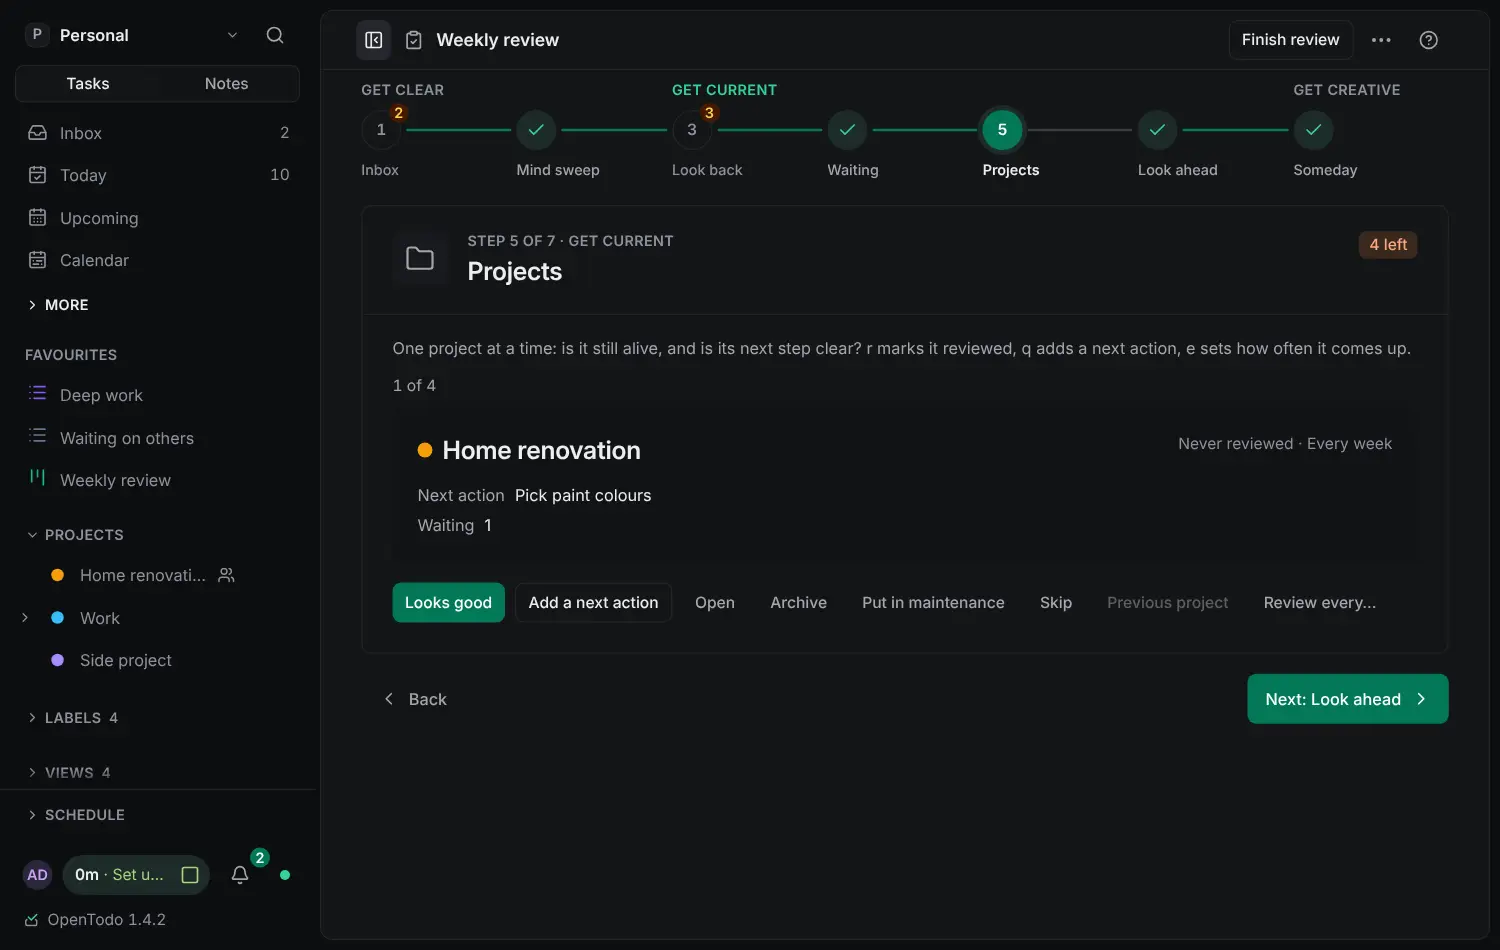 P Personal
Tasks Notes
Inbox 2
Today 10
Upcoming
Calendar
MORE
FAVOURITES
Deep work
Waiting on others
Weekly review
PROJECTS
Home renovati...
Work
Side project
LABELS 4
VIEWS 4
SCHEDULE
AD 0m · Set u... 2
OpenTodo 1.4.2
Weekly review Finish review
GET CLEAR GET CURRENT GET CREATIVE
1 2 3 3 5
Inbox Mind sweep Look back Waiting Projects Look ahead Someday
STEP 5 OF 7 · GET CURRENT
Projects
4 left
One project at a time: is it still alive, and is its next step clear? r marks it reviewed, q adds a next action, e sets how often it comes up.
1 of 4
Home renovation Never reviewed · Every week
Next action Pick paint colours
Waiting 1
Looks good Add a next action Open Archive Put in maintenance Skip Previous project Review every...
Back Next: Look ahead